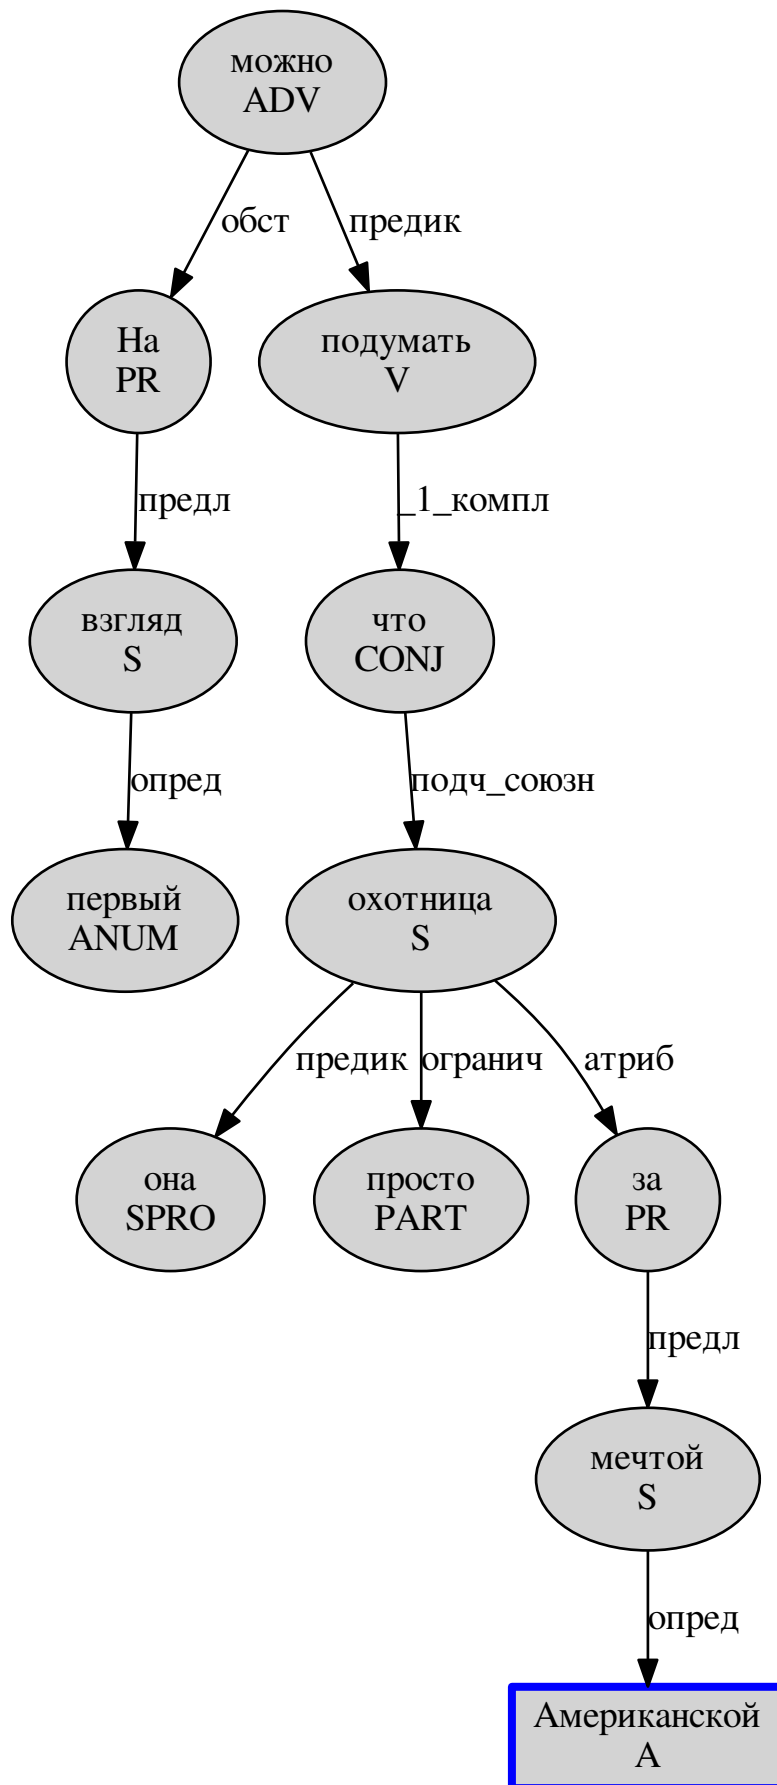 можно
ADV
обст
предик
На
PR
подумать
V
предл
_1_компл
взгляд
S
что
CONJ
опред
подч_союзн
первый
ANUM
охотница
S
предик
огранич
атриб
она
SPRO
просто
PART
за
PR
предл
мечтой
S
опред
Американской
A